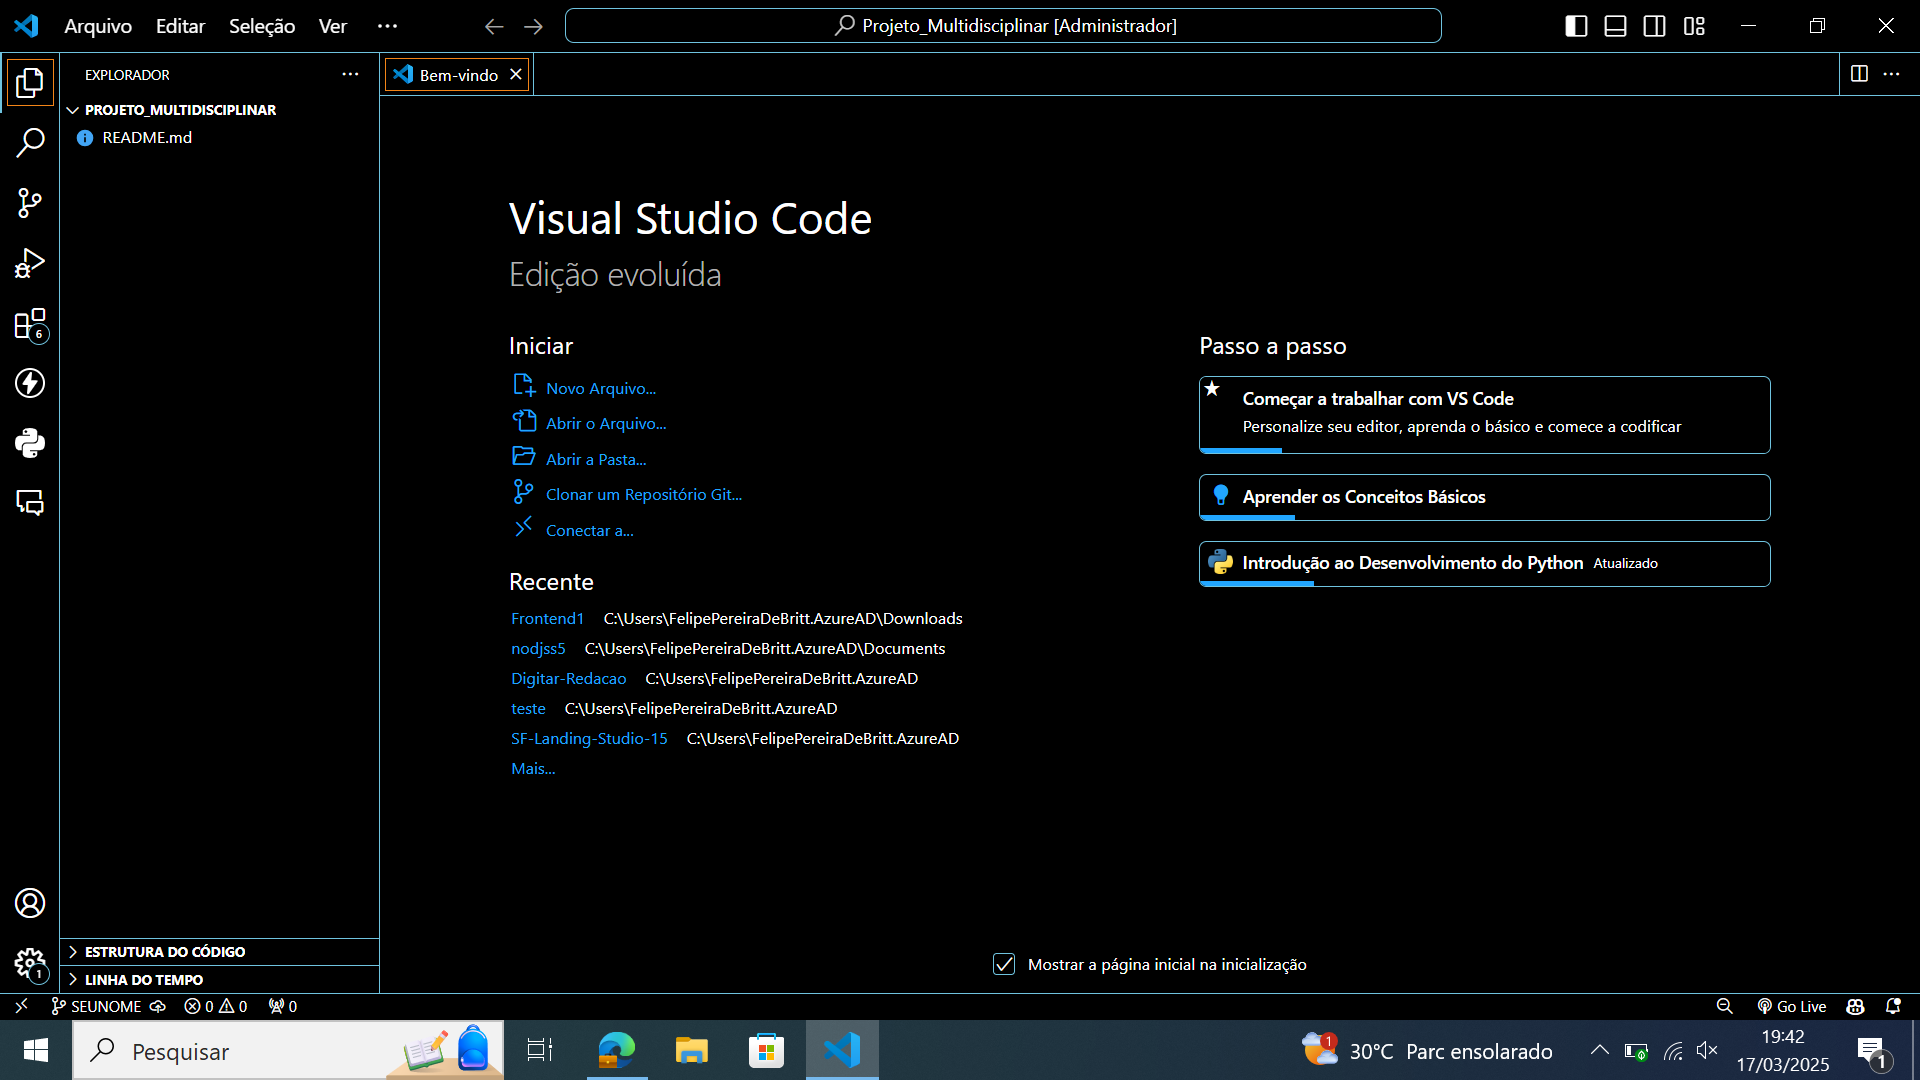 Arquivo Editar Seleção Ver ···
Projeto_Multidisciplinar [Administrador]
EXPLORADOR
Bem-vindo
PROJETO_MULTIDISCIPLINAR
README.md
Visual Studio Code
Edição evoluída
Iniciar
Novo Arquivo...
Abrir o Arquivo...
Abrir a Pasta...
Clonar um Repositório Git...
Conectar a...
Recente
Frontend1 C:\Users\FelipePereiraDeBritt.AzureAD\Downloads
nodjss5 C:\Users\FelipePereiraDeBritt.AzureAD\Documents
Digitar-Redacao C:\Users\FelipePereiraDeBritt.AzureAD
teste C:\Users\FelipePereiraDeBritt.AzureAD
SF-Landing-Studio-15 C:\Users\FelipePereiraDeBritt.AzureAD
Mais...
Passo a passo
Começar a trabalhar com VS Code
Personalize seu editor, aprenda o básico e comece a codificar
Aprender os Conceitos Básicos
Introdução ao Desenvolvimento do Python Atualizado
6
1
Mostrar a página inicial na inicialização
ESTRUTURA DO CÓDIGO
LINHA DO TEMPO
SEUNOME 0 0 0
Go Live
Pesquisar
1
30°C Parc ensolarado
19:42
17/03/2025
1